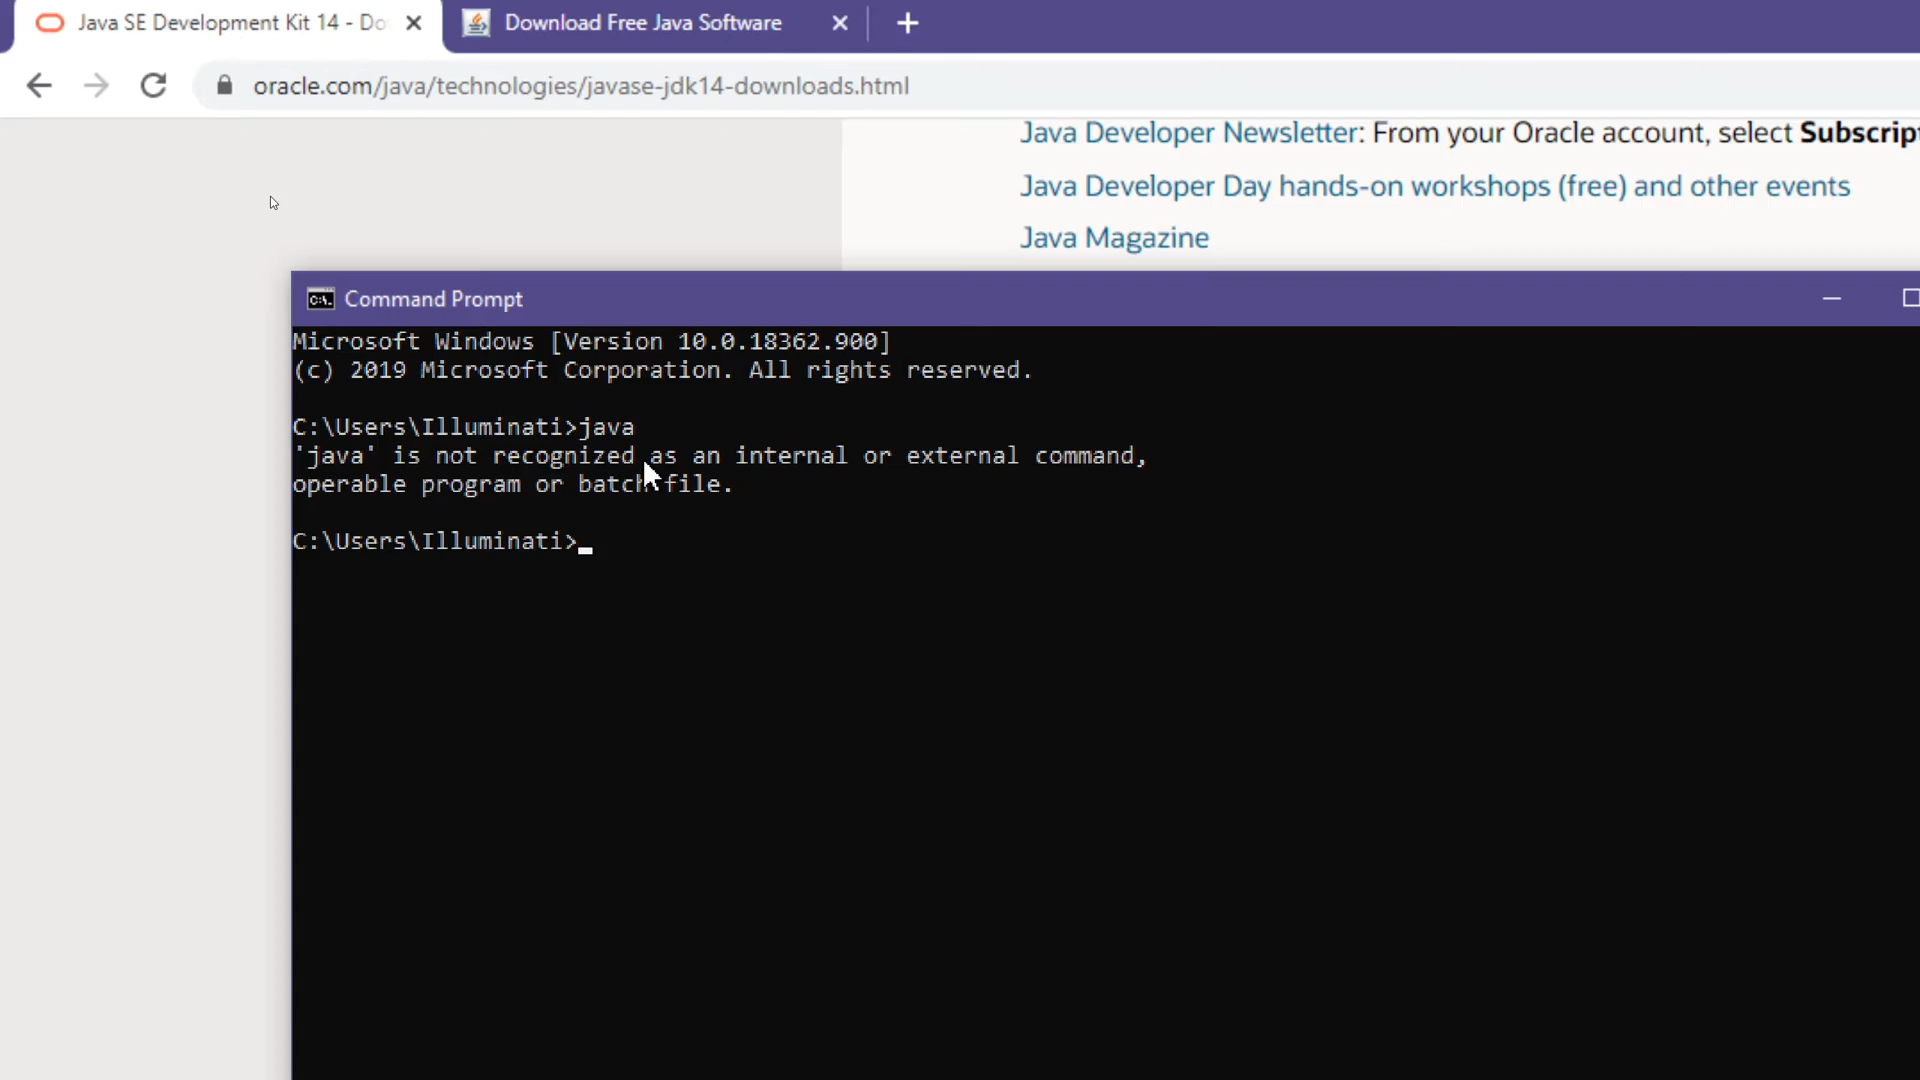 Java SE Development Kit 14 - Do
Download Free Java Software
oracle.com/java/technologies/javase-jdk14-downloads.html
Java Developer Newsletter: From your Oracle account, select Subscript
Java Developer Day hands-on workshops (free) and other events
Java Magazine
C:\.
Command Prompt
Microsoft Windows [Version 10.0.18362.900]
(c) 2019 Microsoft Corporation. All rights reserved.
C:\Users\Illuminati>java
'java' is not recognized as an internal or external command,
operable program or batch file.
C:\Users\Illuminati>